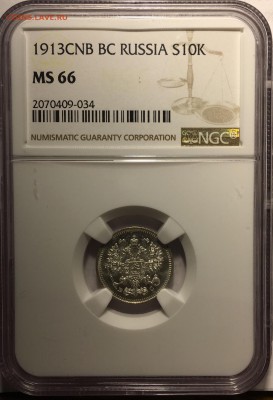 1913CNB BC RUSSIA S10K
MS 66
2070409-034
NUMISMATIC GUARANTY CORPORATION
NGC